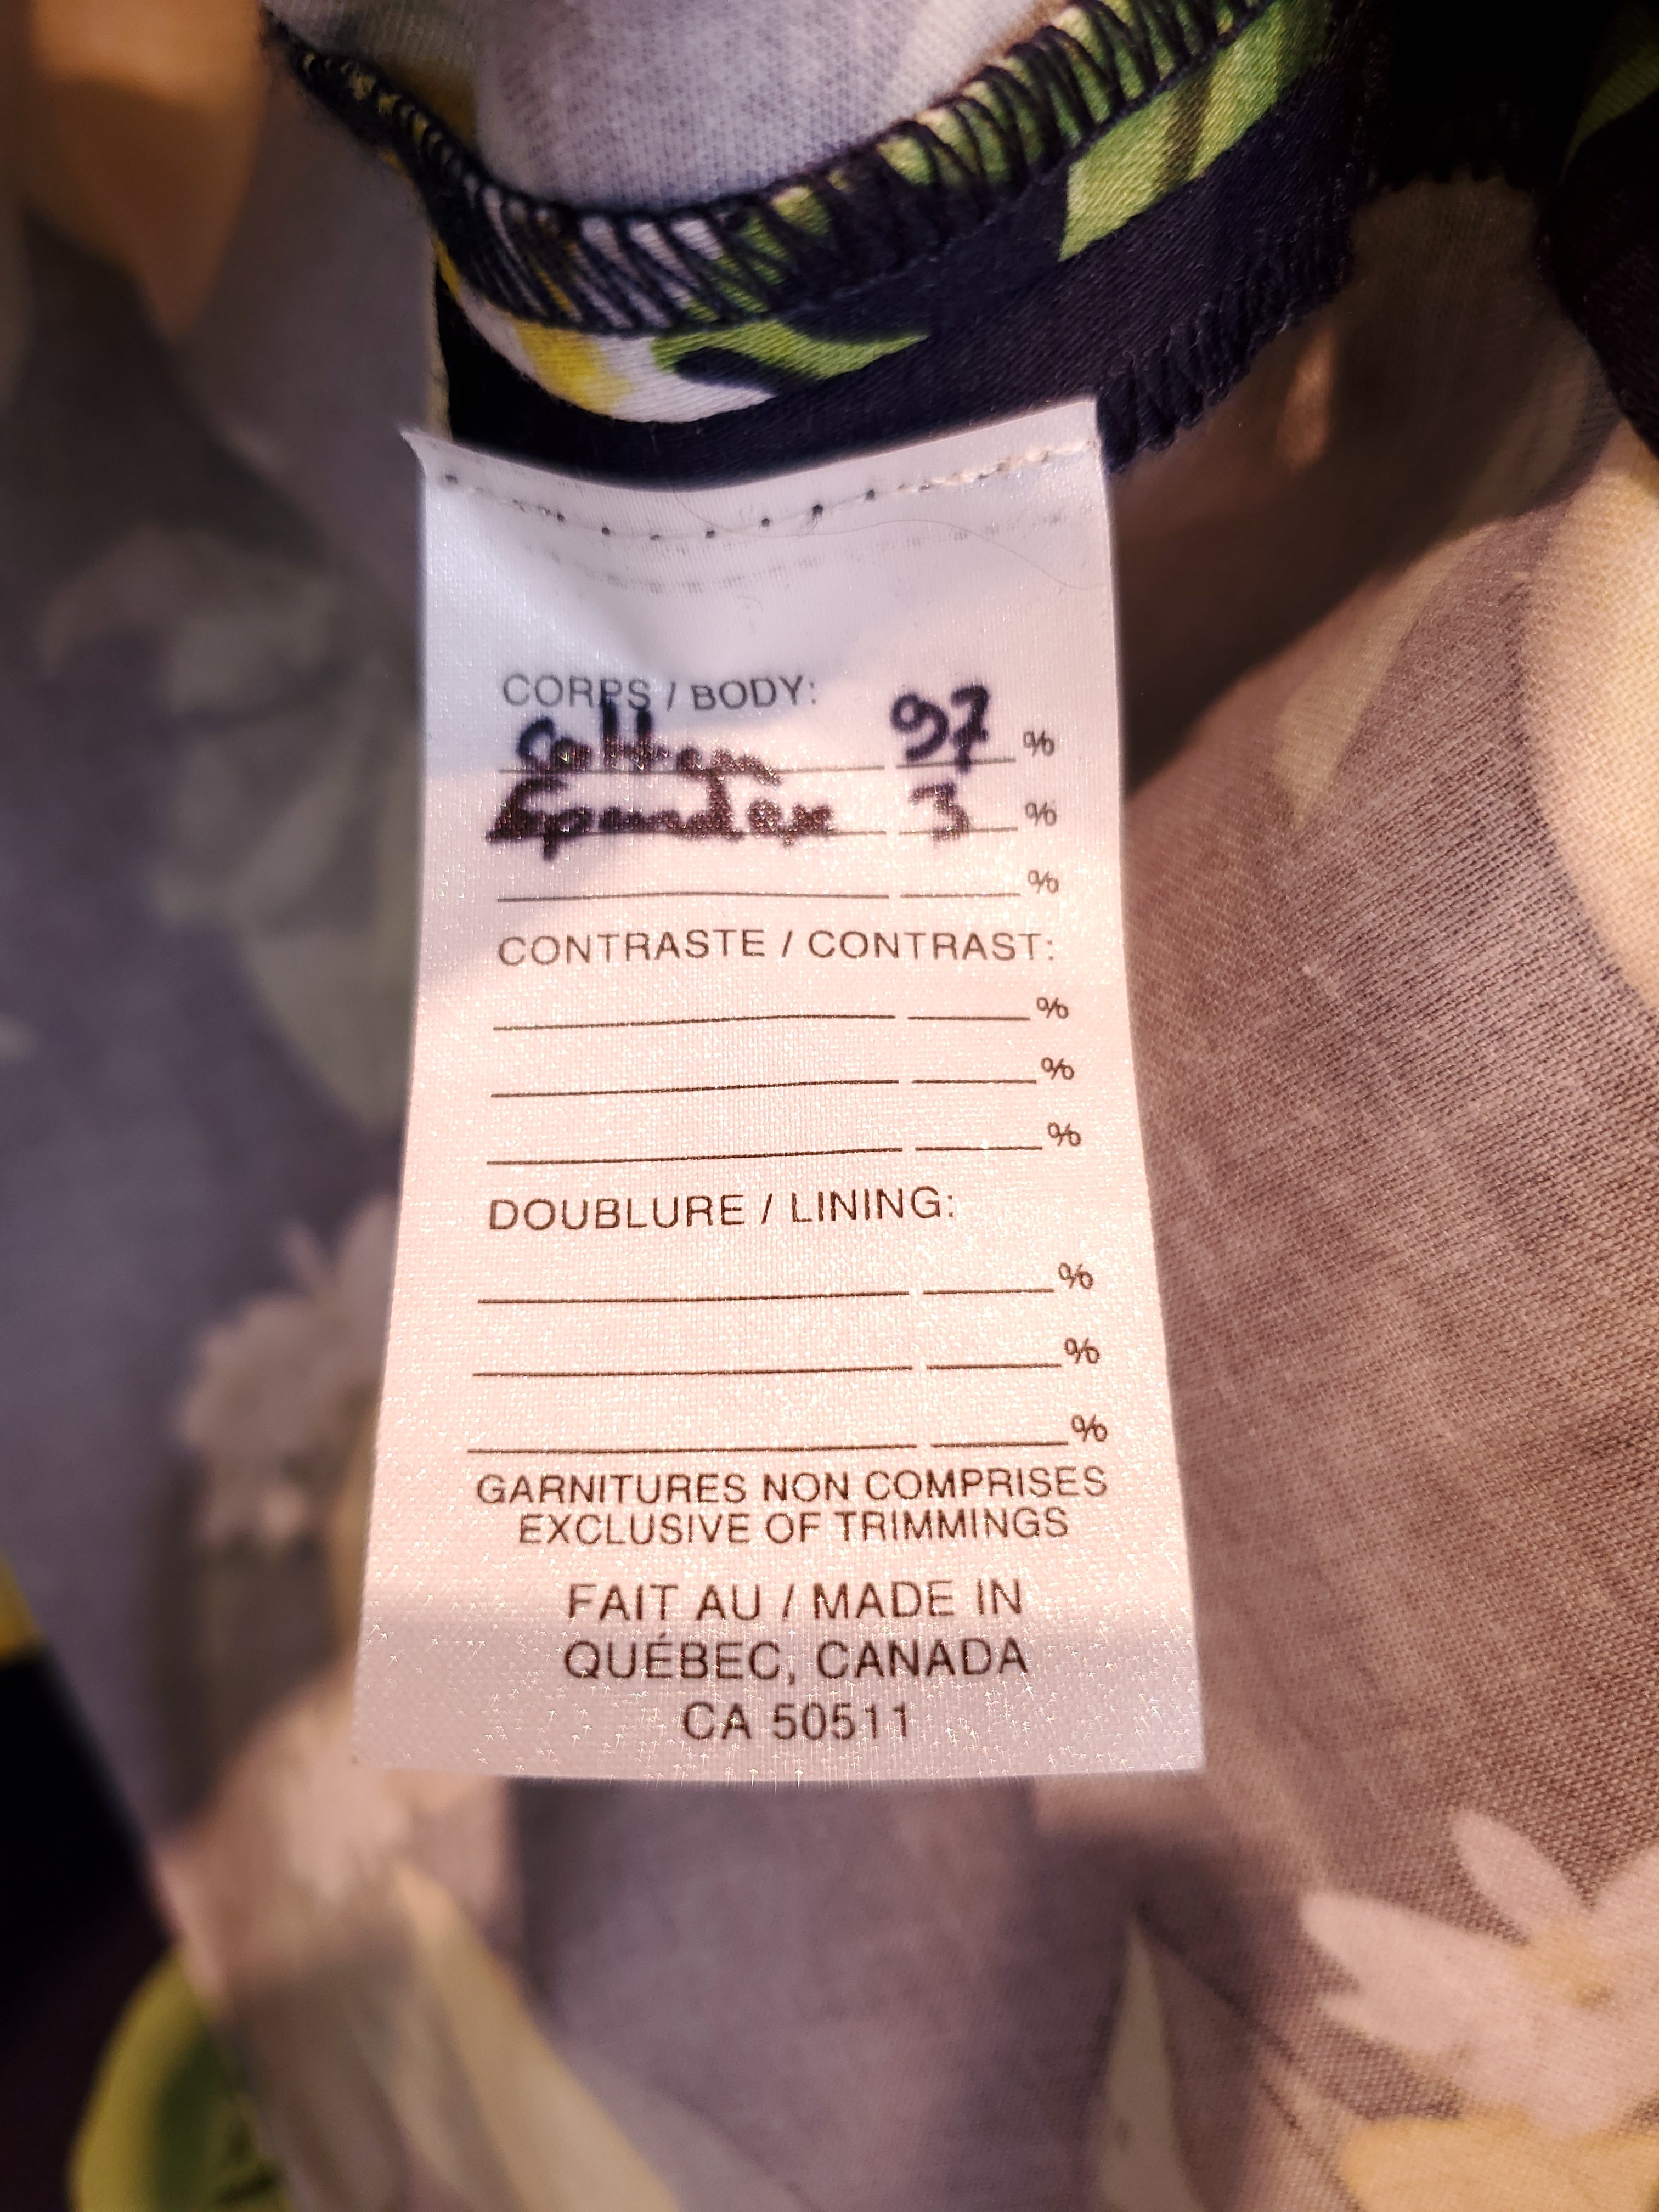 CORPS / BODY:
Cotton 97 %
Spandex 3 %
%
CONTRASTE / CONTRAST:
%
%
%
DOUBLURE / LINING:
%
%
%
GARNITURES NON COMPRISES
EXCLUSIVE OF TRIMMINGS
FAIT AU / MADE IN
QUÉBEC, CANADA
CA 50511